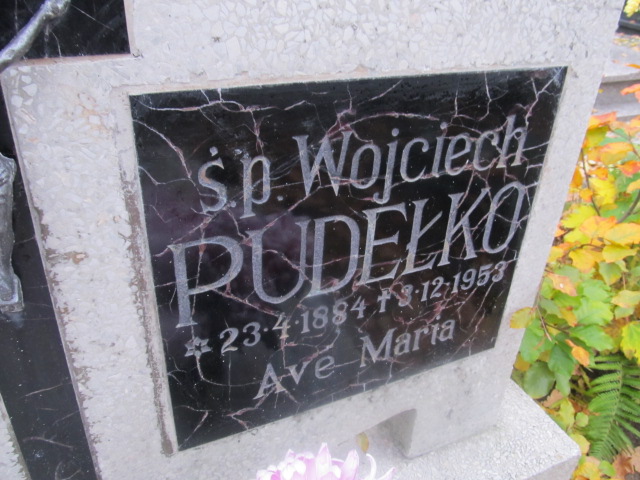 Ś.p. Wojciech
PUDEŁKO
* 23·4·1884 † 3·12·1953
Ave Maria